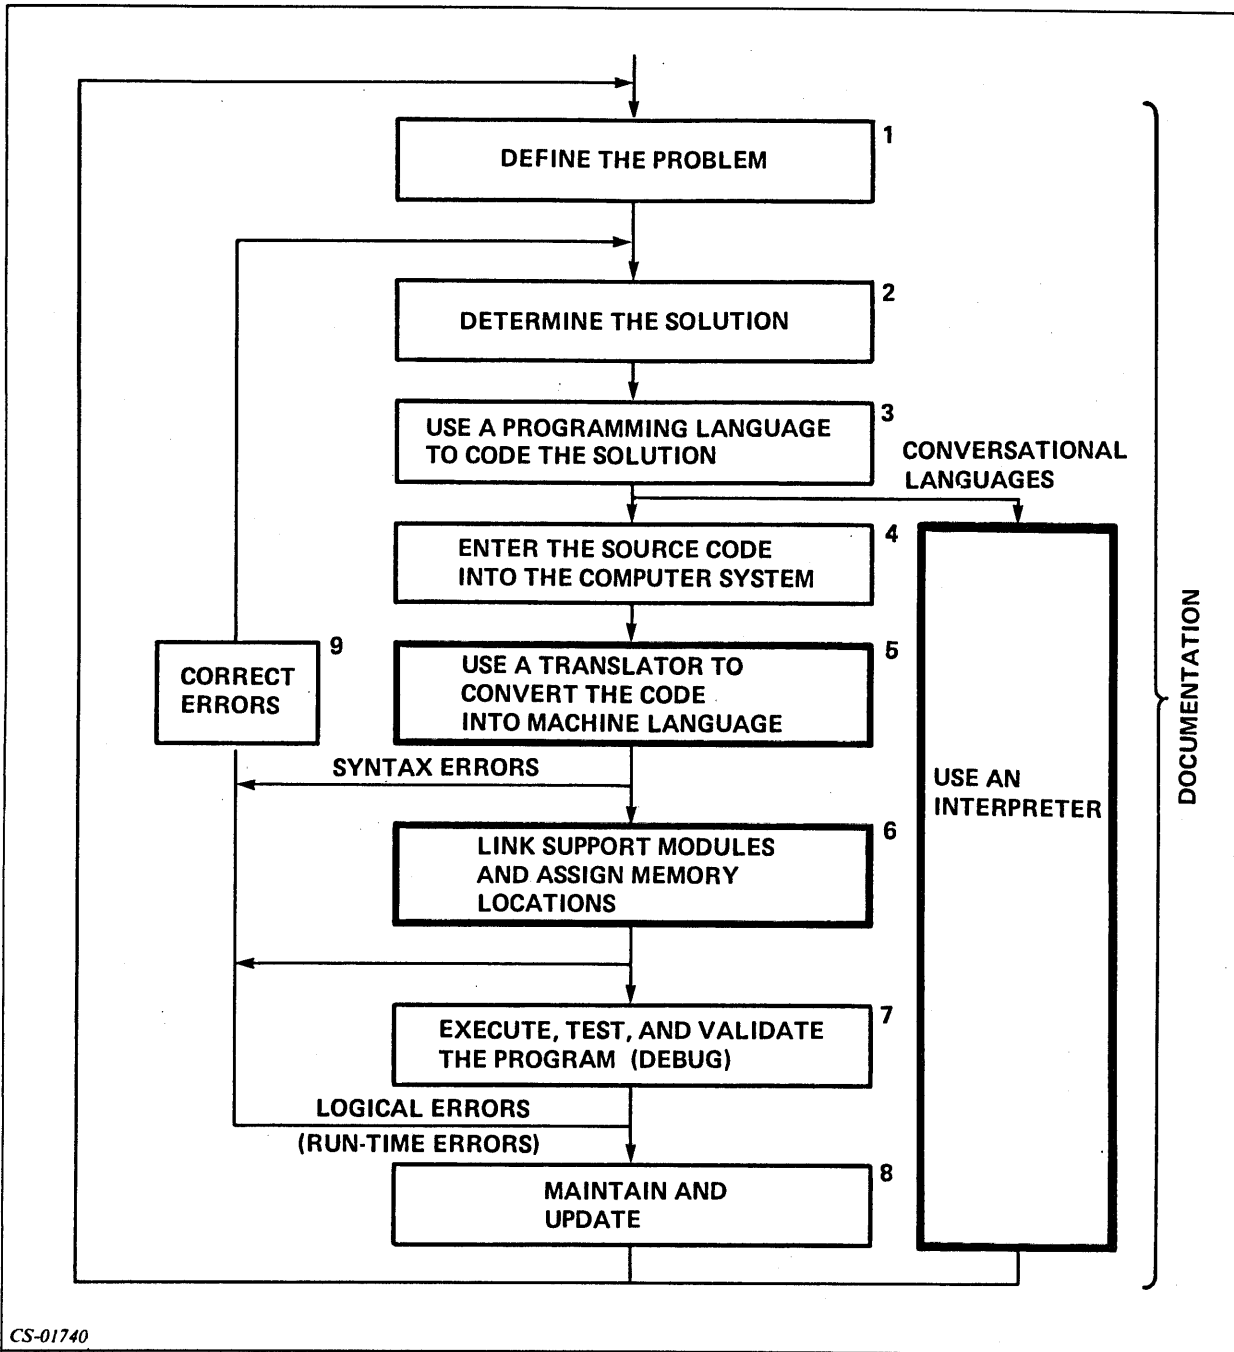 1
DEFINE THE PROBLEM
2
DETERMINE THE SOLUTION
3
USE A PROGRAMMING LANGUAGE
TO CODE THE SOLUTION
CONVERSATIONAL
LANGUAGES
4
ENTER THE SOURCE CODE
INTO THE COMPUTER SYSTEM
5
USE A TRANSLATOR TO
CONVERT THE CODE
INTO MACHINE LANGUAGE
9
CORRECT
ERRORS
SYNTAX ERRORS
USE AN
INTERPRETER
DOCUMENTATION
6
LINK SUPPORT MODULES
AND ASSIGN MEMORY
LOCATIONS
7
EXECUTE, TEST, AND VALIDATE
THE PROGRAM (DEBUG)
LOGICAL ERRORS
(RUN-TIME ERRORS)
8
MAINTAIN AND
UPDATE
CS-01740